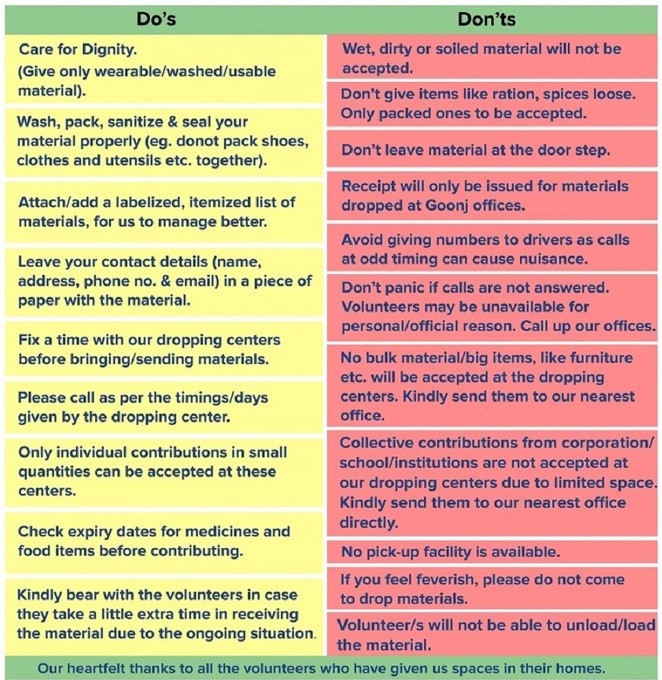 Do's
Care for Dignity.
(Give only wearable/washed/usable
material).
Wash, pack, sanitize & seal your
material properly (eg. donot pack shoes,
clothes and utensils etc. together).
Attach/add a labelized, itemized list of
materials, for us to manage better.
Leave your contact details (name,
address, phone no. & email) in a piece of
paper with the material.
Fix a time with our dropping centers
before bringing/sending materials.
Please call as per the timings/days
given by the dropping center.
Only individual contributions in small
quantities can be accepted at these
centers.
Check expiry dates for medicines and
food items before contributing.
Kindly bear with the volunteers in case
they take a little extra time in receiving
the material due to the ongoing situation.
Don'ts
Wet, dirty or soiled material will not be
accepted.
Don't give items like ration, spices loose.
Only packed ones to be accepted.
Don't leave material at the door step.
Receipt will only be issued for materials
dropped at Goonj offices.
Avoid giving numbers to drivers as calls
at odd timing can cause nuisance.
Don't panic if calls are not answered.
Volunteers may be unavailable for
personal/official reason. Call up our offices.
No bulk material/big items, like furniture
etc. will be accepted at the dropping
centers. Kindly send them to our nearest
office.
Collective contributions from corporation/
school/institutions are not accepted at
our dropping centers due to limited space.
Kindly send them to our nearest office
directly.
No pick-up facility is available.
If you feel feverish, please do not come
to drop materials.
Volunteer/s will not be able to unload/load
the material.
Our heartfelt thanks to all the volunteers who have given us spaces in their homes.